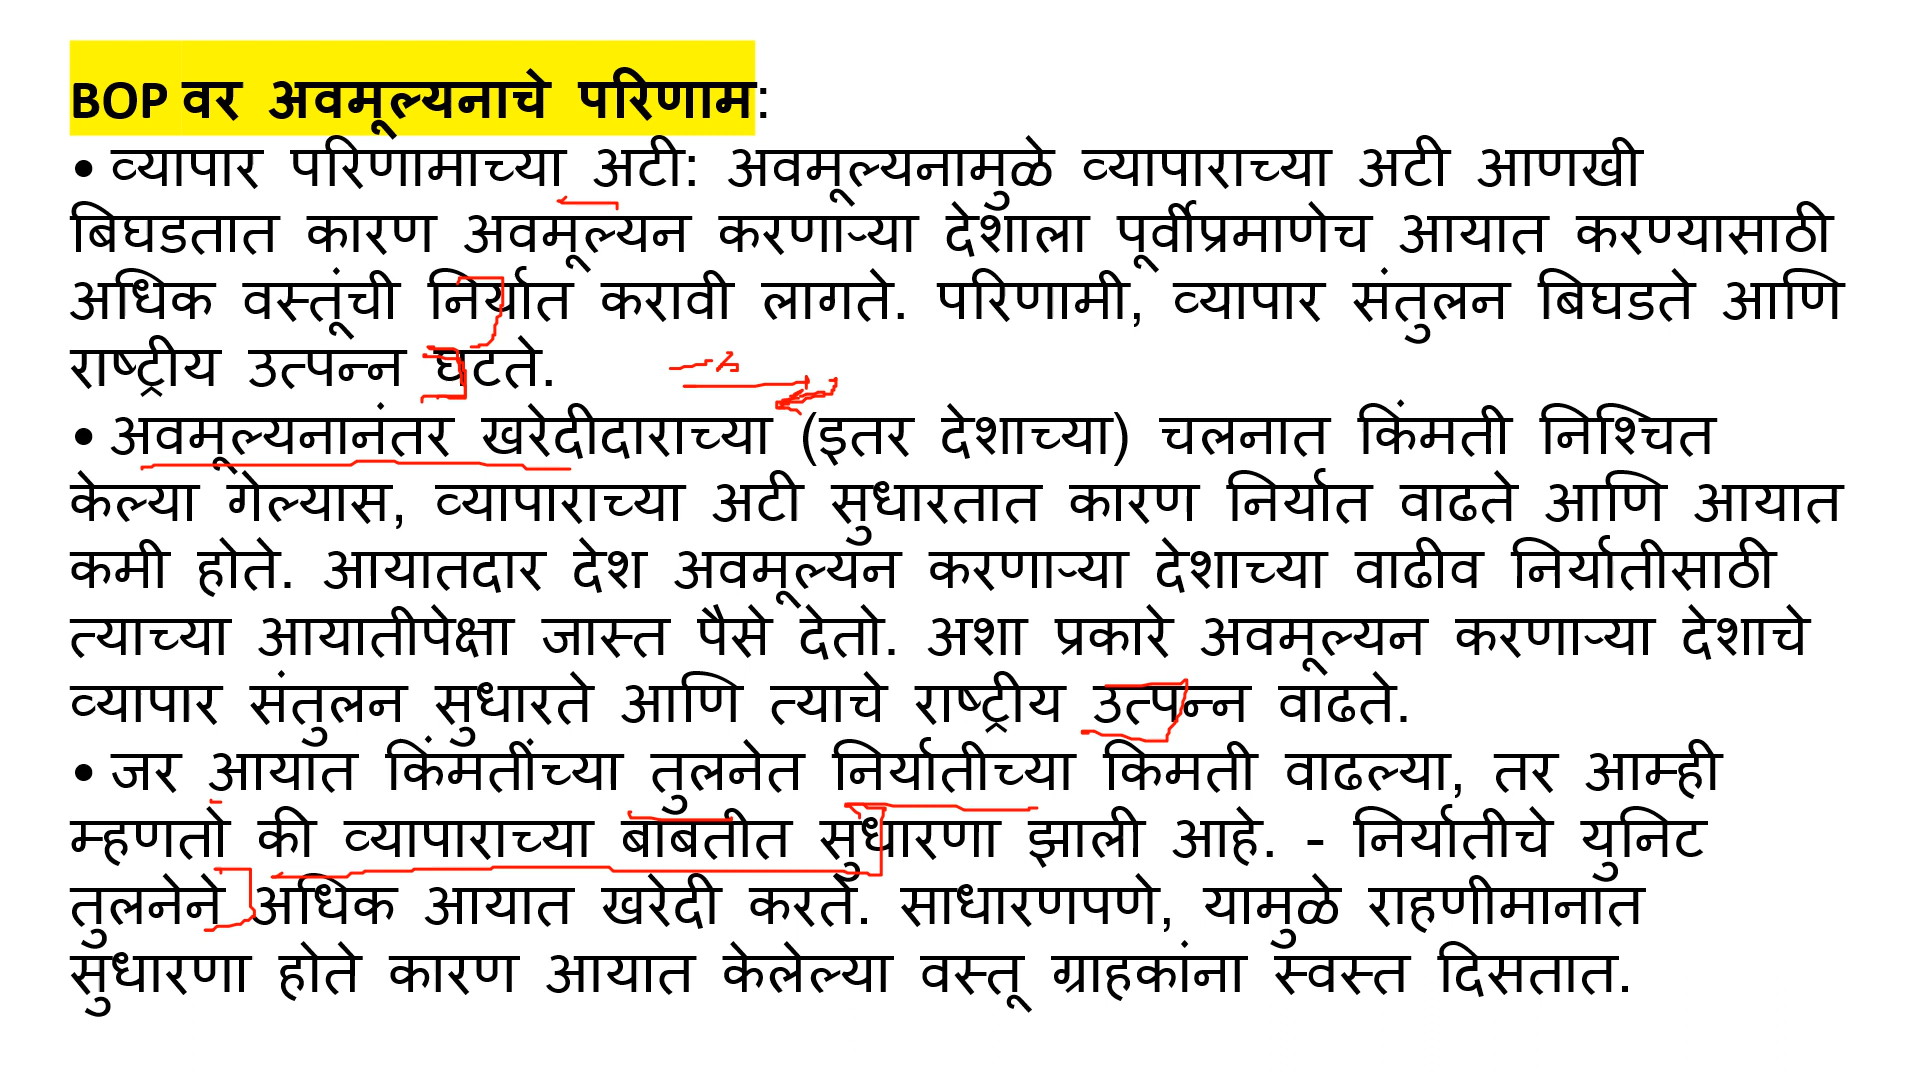 BOP वर अवमूल्यनाचे परिणाम:
• व्यापार परिणामाच्या अटी: अवमूल्यनामुळे व्यापाराच्या अटी आणखी
बिघडतात कारण अवमूल्यन करणाऱ्या देशाला पूर्वीप्रमाणेच आयात करण्यासाठी
अधिक वस्तूंची निर्यात करावी लागते. परिणामी, व्यापार संतुलन बिघडते आणि
राष्ट्रीय उत्पन्न घटते.
• अवमूल्यनानंतर खरेदीदाराच्या (इतर देशाच्या) चलनात किंमती निश्चित
केल्या गेल्यास, व्यापाराच्या अटी सुधारतात कारण निर्यात वाढते आणि आयात
कमी होते. आयातदार देश अवमूल्यन करणाऱ्या देशाच्या वाढीव निर्यातीसाठी
त्याच्या आयातीपेक्षा जास्त पैसे देतो. अशा प्रकारे अवमूल्यन करणाऱ्या देशाचे
व्यापार संतुलन सुधारते आणि त्याचे राष्ट्रीय उत्पन्न वाढते.
• जर आयात किंमतींच्या तुलनेत निर्यातीच्या किंमती वाढल्या, तर आम्ही
म्हणतो की व्यापाराच्या बाबतीत सुधारणा झाली आहे. - निर्यातीचे युनिट
तुलनेने अधिक आयात खरेदी करते. साधारणपणे, यामुळे राहणीमानात
सुधारणा होते कारण आयात केलेल्या वस्तू ग्राहकांना स्वस्त दिसतात.